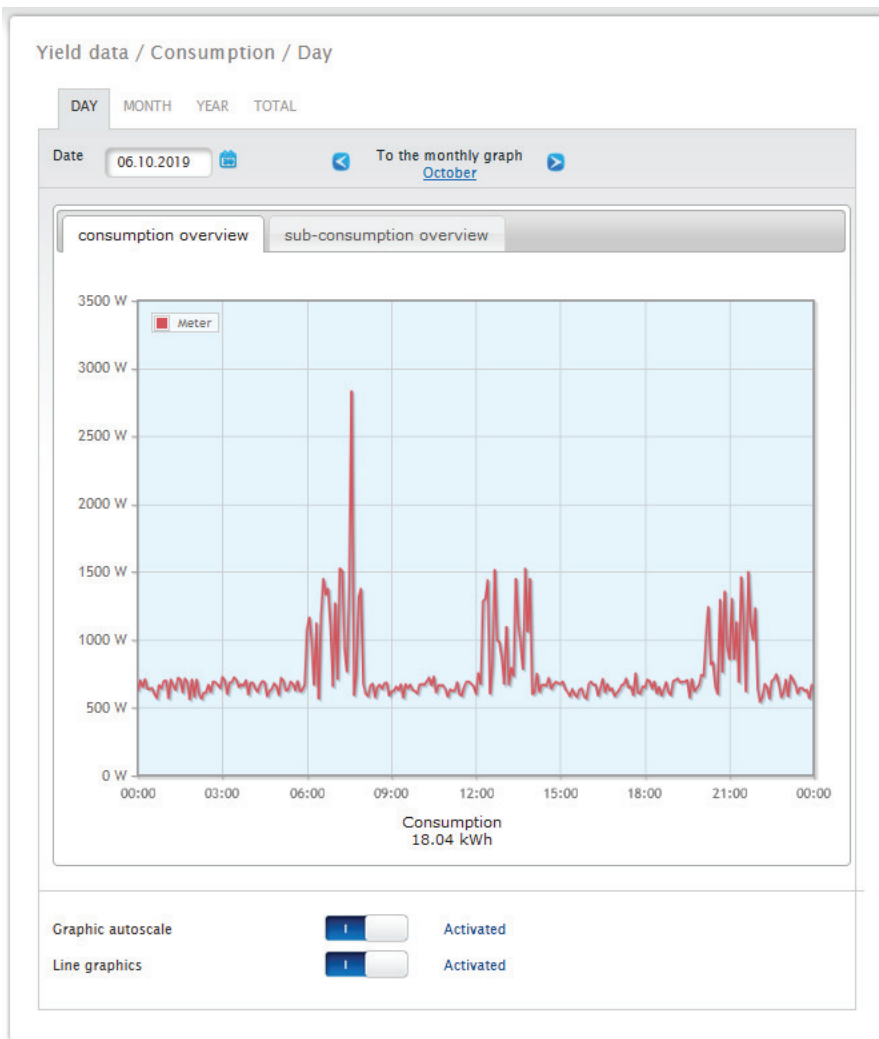 Yield data / Consumption / Day
DAY MONTH YEAR TOTAL
Date 06.10.2019 To the monthly graph
October
consumption overview sub-consumption overview
3500 W
Meter
3000 W
2500 W
2000 W
1500 W
1000 W
500 W
0 W
00:00 03:00 06:00 09:00 12:00 15:00 18:00 21:00 00:00
Consumption
18.04 kWh
Graphic autoscale I Activated
Line graphics I Activated